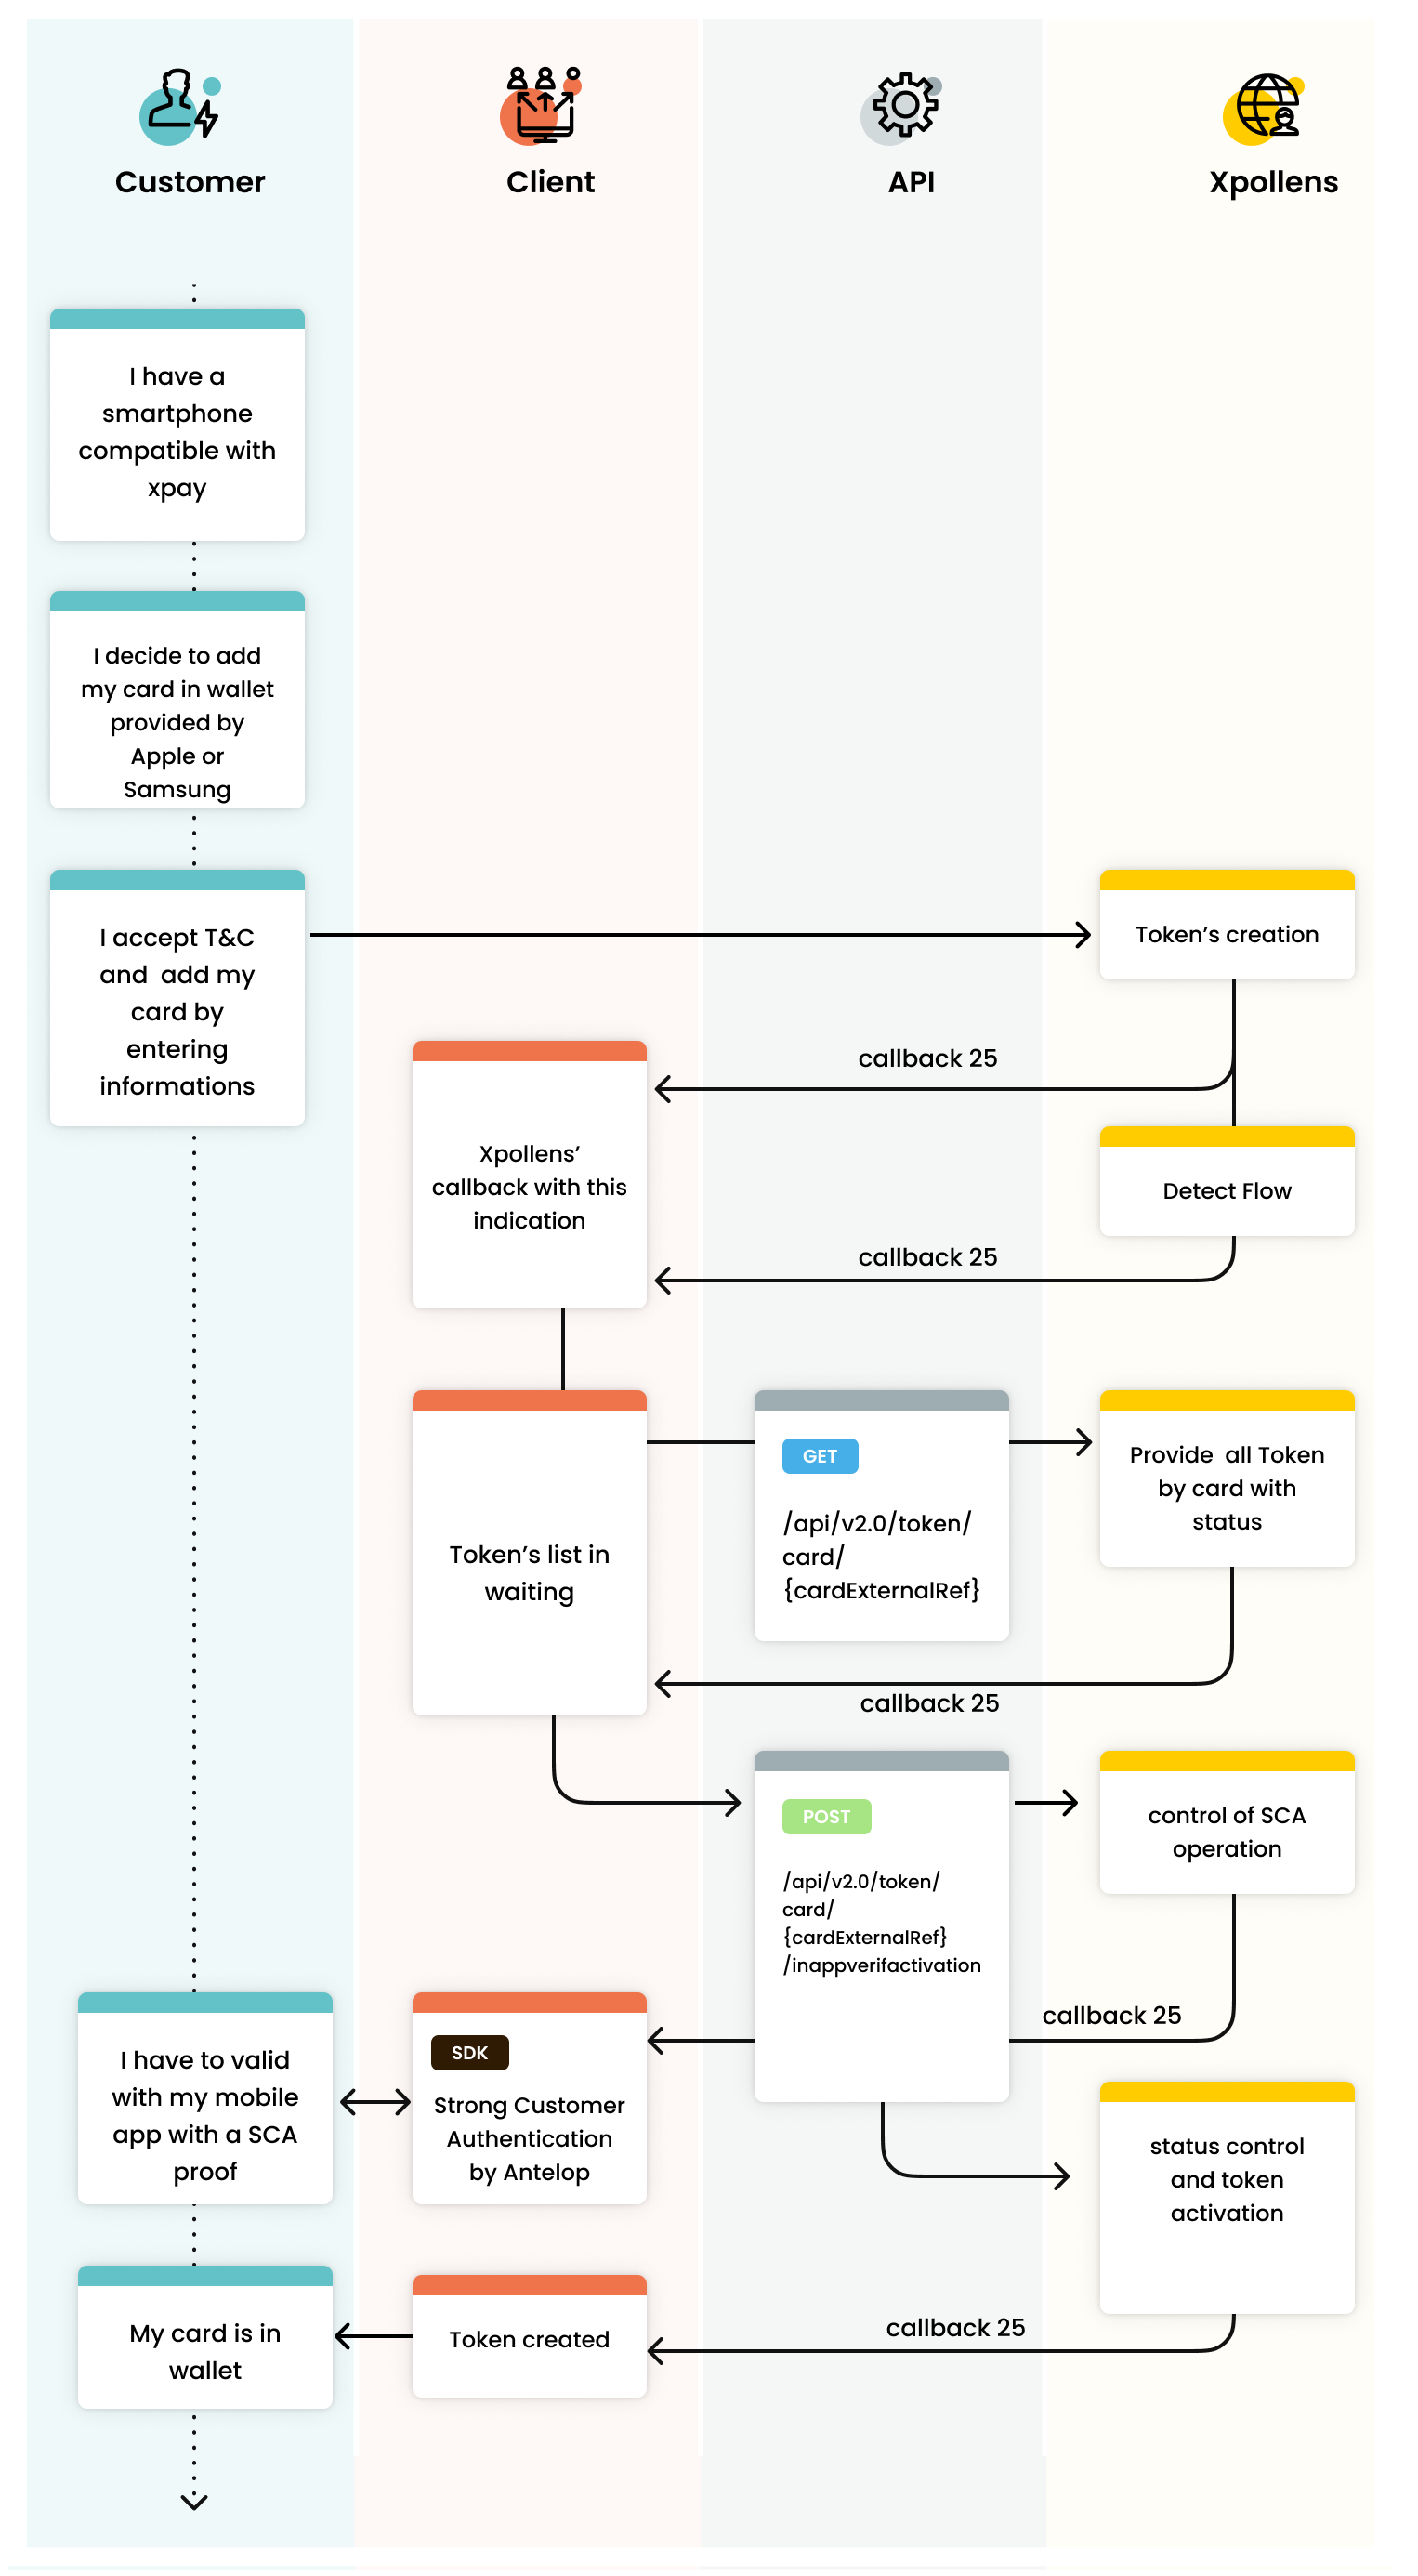 Customer
Client
API
Xpollens
I have a
smartphone
compatible with
xpay
I decide to add
my card in wallet
provided by
Apple or
Samsung
I accept T&C
and add my
card by
entering
informations
Token’s creation
callback 25
Xpollens’
callback with this
indication
Detect Flow
callback 25
Token’s list in
waiting
GET
/api/v2.0/token/
card/
{cardExternalRef}
Provide all Token
by card with
status
callback 25
POST
/api/v2.0/token/
card/
{cardExternalRef}
/inappverifactivation
control of SCA
operation
callback 25
I have to valid
with my mobile
app with a SCA
proof
SDK
Strong Customer
Authentication
by Antelop
status control
and token
activation
callback 25
My card is in
wallet
Token created